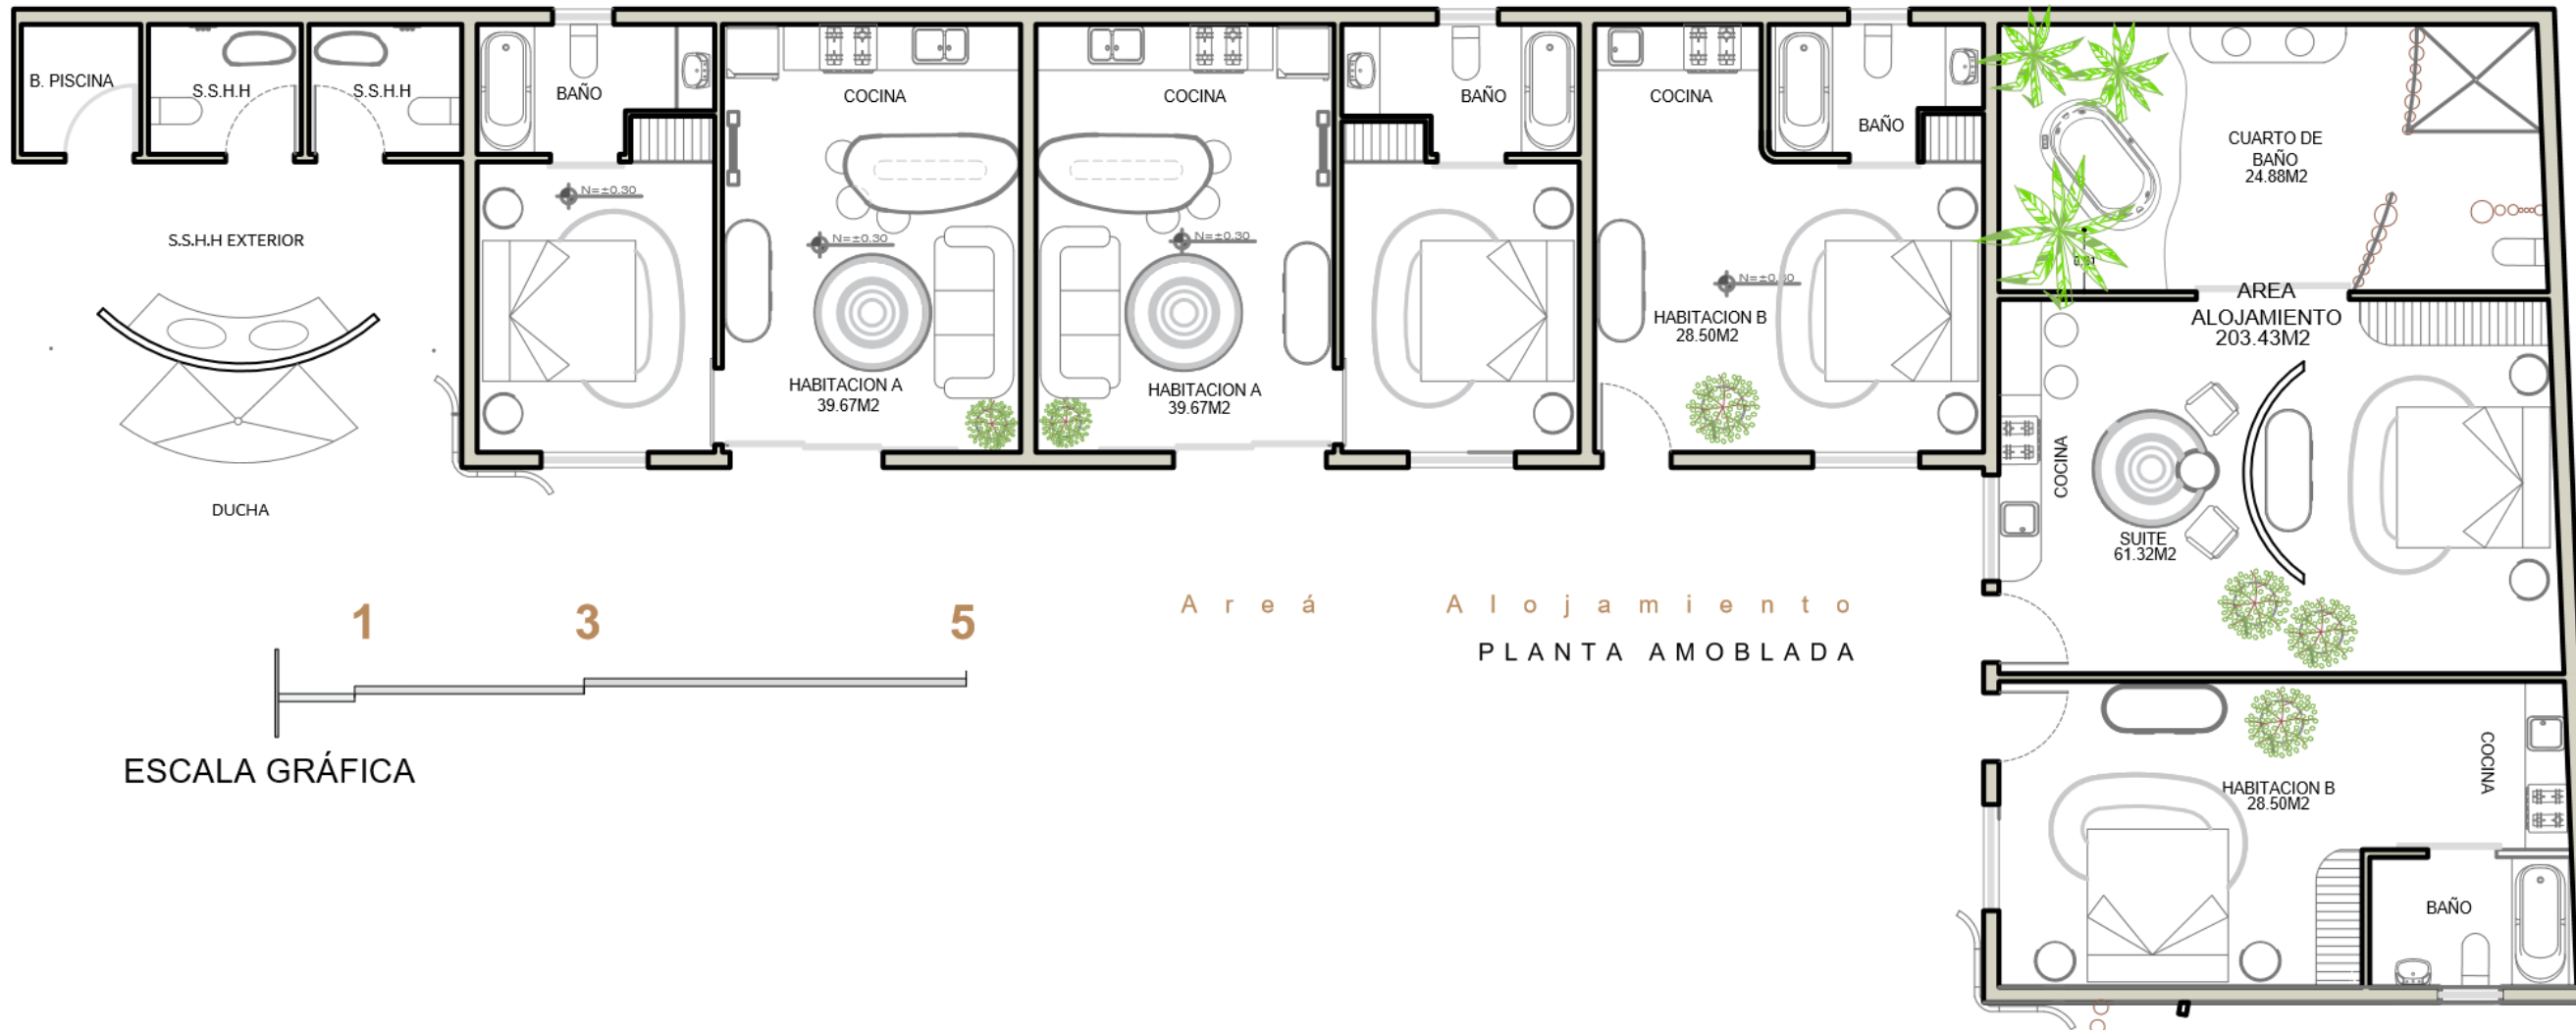 B. PISCINA
S.S.H.H
S.S.H.H
BAÑO
COCINA
COCINA
BAÑO
COCINA
BAÑO
CUARTO DE
BAÑO
24.88M2
N=±0.30
N=±0.30
N=±0.30
S.S.H.H EXTERIOR
HABITACION A
39.67M2
HABITACION A
39.67M2
HABITACION B
28.50M2
AREA
ALOJAMIENTO
203.43M2
COCINA
SUITE
61.32M2
DUCHA
1 3 5
Areá Alojamiento
PLANTA AMOBLADA
ESCALA GRÁFICA
COCINA
HABITACION B
28.50M2
BAÑO